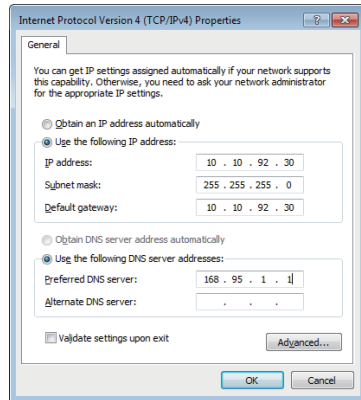 Internet Protocol Version 4 (TCP/IPv4) Properties
General
You can get IP settings assigned automatically if your network supports
this capability. Otherwise, you need to ask your network administrator
for the appropriate IP settings.
Obtain an IP address automatically
Use the following IP address:
IP address: 10 . 10 . 92 . 30
Subnet mask: 255 . 255 . 255 . 0
Default gateway: 10 . 10 . 92 . 30
Obtain DNS server address automatically
Use the following DNS server addresses:
Preferred DNS server: 168 . 95 . 1 . 1
Alternate DNS server: . . .
Validate settings upon exit
Advanced...
OK Cancel